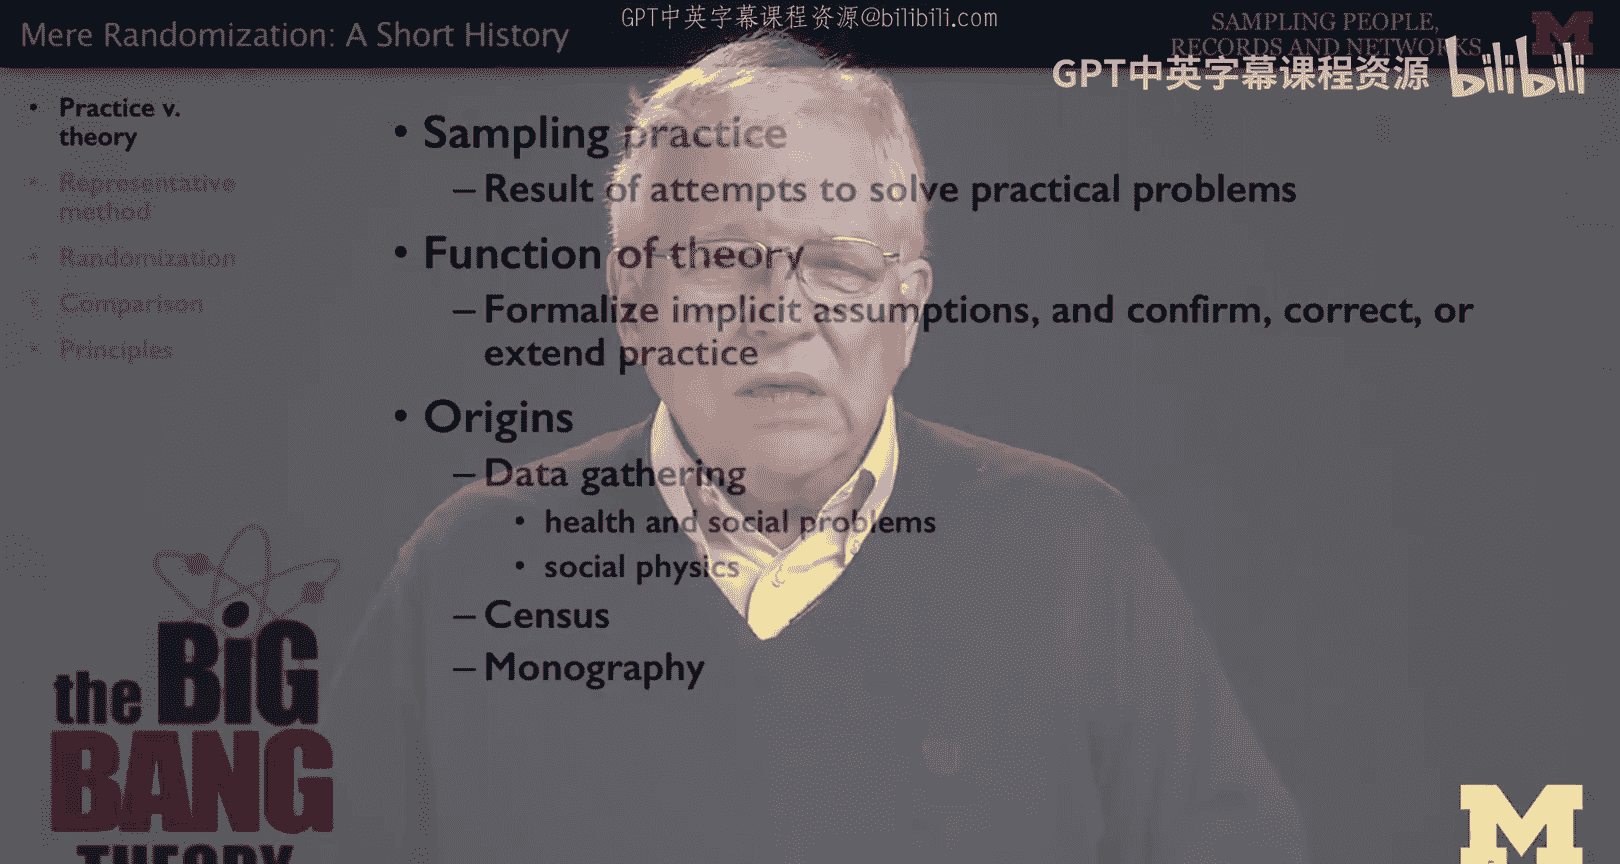 GPT中英字幕课程资源@bilibili.com
Mere Randomization: A Short History
SAMPLING PEOPLE,
RECORDS AND NETWORKS
GPT中英字幕课程资源 bilibili
• Practice v.
theory
• Representative
method
• Randomization
• Comparison
• Principles
• Sampling practice
– Result of attempts to solve practical problems
• Function of theory
– Formalize implicit assumptions, and confirm, correct, or
extend practice
• Origins
– Data gathering
• health and social problems
• social physics
– Census
– Monography
the BiG
BANG
THEORY
M
M